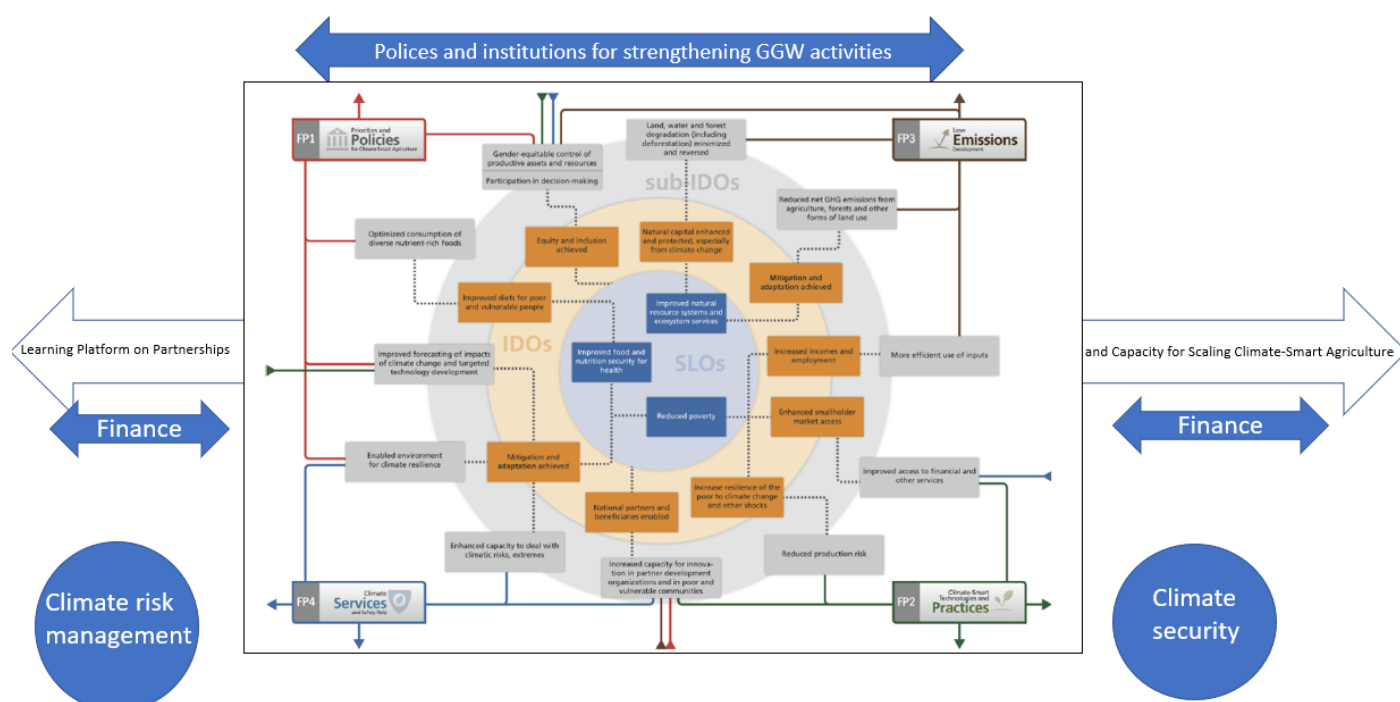 Polices and institutions for strengthening GGW activities
FP1
Priorities and
Policies
for Climate-Smart Agriculture
Gender-equitable control of
productive assets and resources
Participation in decision-making
Land, water and forest
degradation (including
deforestation) minimized
and reversed
FP3
Low
Emissions
Development
sub-IDOs
Reduced net GHG emissions from
agriculture, forests and other
forms of land use
Optimized consumption of
diverse nutrient-rich foods
Equity and inclusion
achieved
Natural capital enhanced
and protected, especially
from climate change
Mitigation and
adaptation achieved
Improved diets for poor
and vulnerable people
Improved natural
resource systems and
ecosystem services
IDOs
Learning Platform on Partnerships
and Capacity for Scaling Climate-Smart Agriculture
Improved forecasting of impacts
of climate change and targeted
technology development
Improved food and
nutrition security for
health
SLOs
Increased incomes and
employment
More efficient use of inputs
Reduced poverty
Enhanced smallholder
market access
Finance
Finance
Enabled environment
for climate resilience
Mitigation and
adaptation achieved
Improved access to financial and
other services
National partners and
beneficiaries enabled
Increase resilience of the
poor to climate change
and other shocks
Enhanced capacity to deal with
climatic risks, extremes
Reduced production risk
Increased capacity for innova-
tion in partner development
organizations and in poor and
vulnerable communities
FP4
Climate
Services
and Safety Nets
FP2
Climate-Smart
Technologies and
Practices
Climate risk
management
Climate
security